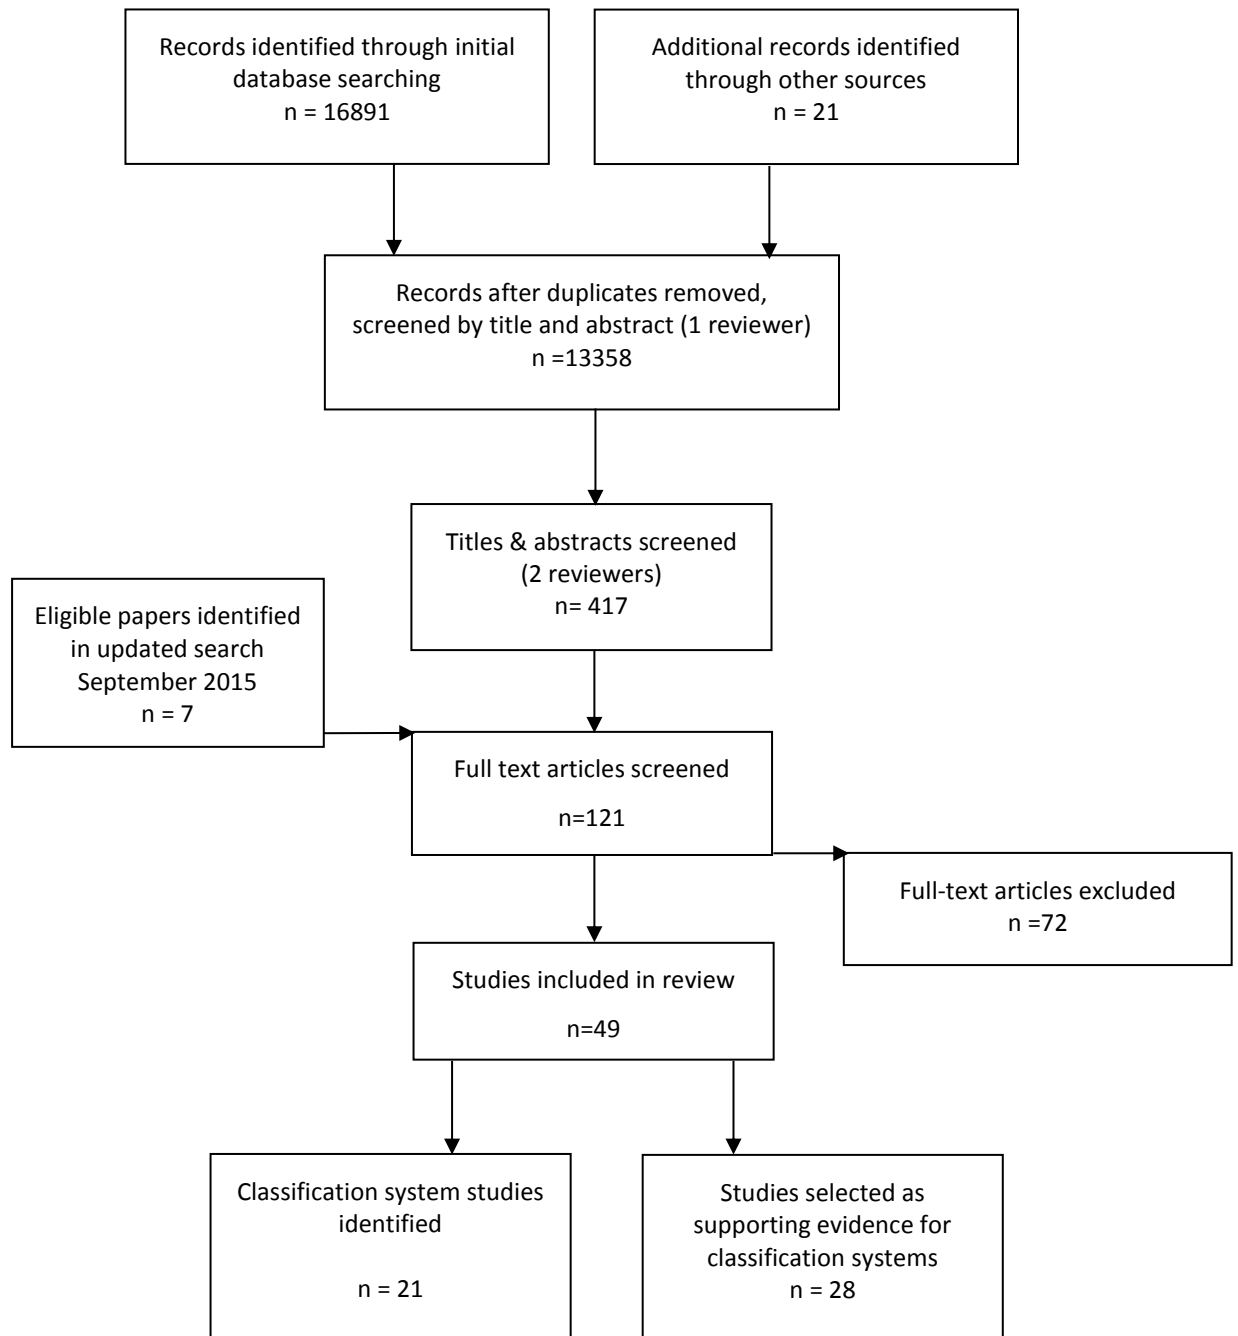 Records identified through initial
database searching
n = 16891
Additional records identified
through other sources
n = 21
Records after duplicates removed,
screened by title and abstract (1 reviewer)
n =13358
Titles & abstracts screened
(2 reviewers)
n= 417
Eligible papers identified
in updated search
September 2015
n = 7
Full text articles screened
n=121
Full-text articles excluded
n =72
Studies included in review
n=49
Classification system studies
identified
n = 21
Studies selected as
supporting evidence for
classification systems
n = 28